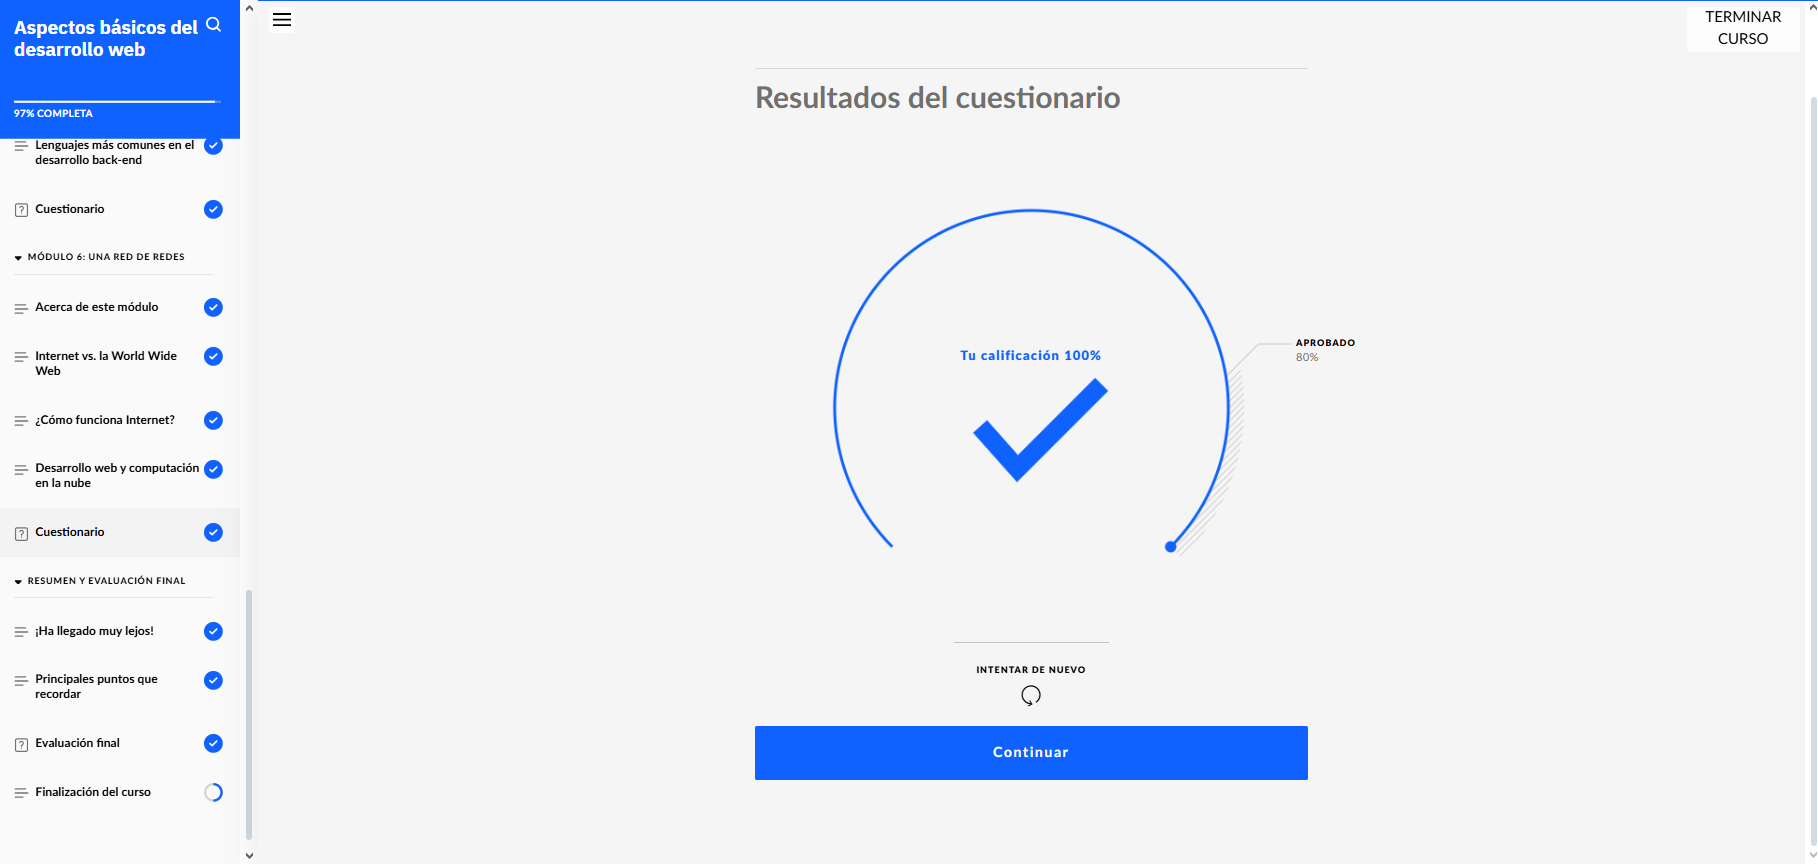 Aspectos básicos del
desarrollo web
97% COMPLETA
Lenguajes más comunes en el
desarrollo back-end
Cuestionario
MÓDULO 6: UNA RED DE REDES
Acerca de este módulo
Internet vs. la World Wide
Web
¿Cómo funciona Internet?
Desarrollo web y computación
en la nube
Cuestionario
RESUMEN Y EVALUACIÓN FINAL
¡Ha llegado muy lejos!
Principales puntos que
recordar
Evaluación final
Finalización del curso
TERMINAR
CURSO
Resultados del cuestionario
Tu calificación 100%
APROBADO
80%
INTENTAR DE NUEVO
Continuar